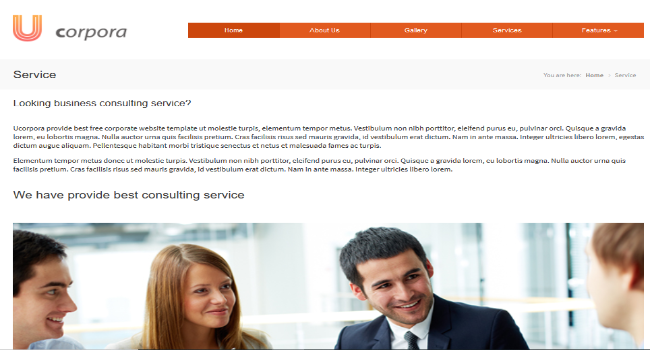 U corpora
Home About Us Gallery Services Features
Service
You are here: Home > Service
Looking business consulting service?
Ucorpora provide best free corporate website template ut molestie turpis, elementum tempor metus. Vestibulum non nibh porttitor, eleifend purus eu, pulvinar orci. Quisque a gravida
lorem, eu lobortis magna. Nulla auctor urna quis facilisis pretium. Cras facilisis risus sed mauris gravida, id vestibulum erat dictum. Nam in ante massa. Integer ultricies libero lorem, egestas
dictum augue aliquam. Pellentesque habitant morbi tristique senectus et netus et malesuada fames ac turpis.
Elementum tempor metus donec ut molestie turpis. Vestibulum non nibh porttitor, eleifend purus eu, pulvinar orci. Quisque a gravida lorem, eu lobortis magna. Nulla auctor urna quis
facilisis pretium. Cras facilisis risus sed mauris gravida, id vestibulum erat dictum. Nam in ante massa. Integer ultricies libero lorem.
We have provide best consulting service